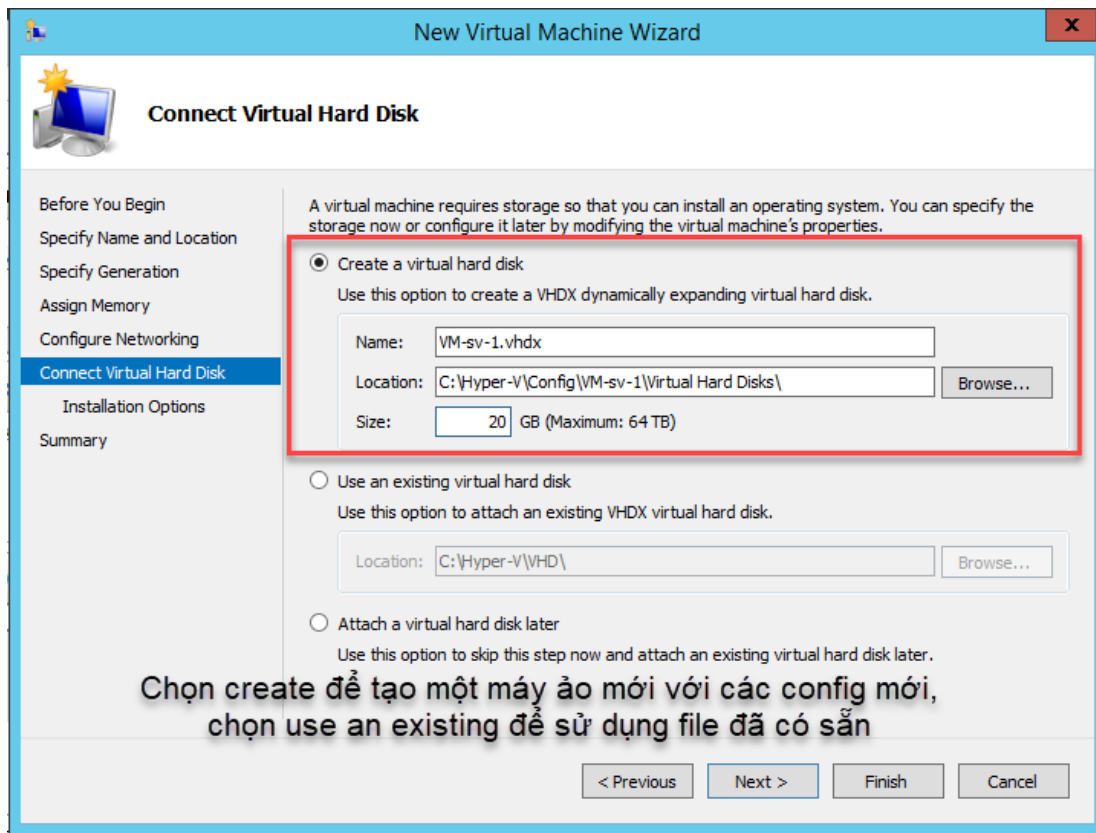 New Virtual Machine Wizard
x
Connect Virtual Hard Disk
Before You Begin
Specify Name and Location
Specify Generation
Assign Memory
Configure Networking
Connect Virtual Hard Disk
Installation Options
Summary
A virtual machine requires storage so that you can install an operating system. You can specify the
storage now or configure it later by modifying the virtual machine's properties.
Create a virtual hard disk
Use this option to create a VHDX dynamically expanding virtual hard disk.
Name: VM-sv-1.vhdx
Location: C:\Hyper-V\Config\VM-sv-1\Virtual Hard Disks\ Browse...
Size: 20 GB (Maximum: 64 TB)
Use an existing virtual hard disk
Use this option to attach an existing VHDX virtual hard disk.
Location: C:\Hyper-V\VHD\ Browse...
Attach a virtual hard disk later
Use this option to skip this step now and attach an existing virtual hard disk later.
Chọn create để tạo một máy ảo mới với các config mới,
chọn use an existing để sử dụng file đã có sẵn
< Previous Next > Finish Cancel